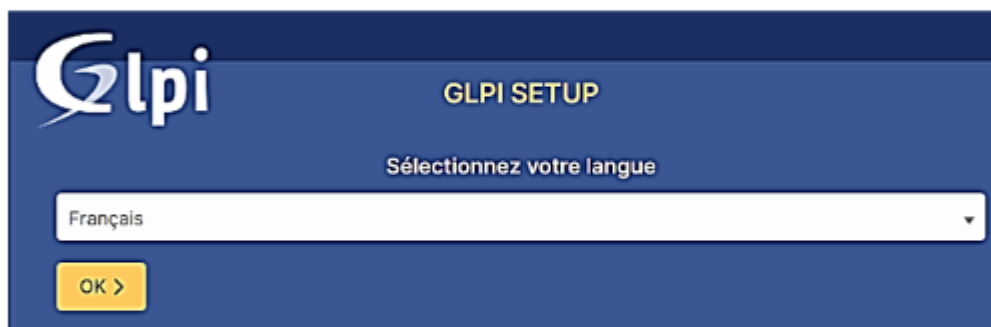 Glpi
GLPI SETUP
Sélectionnez votre langue
Français
OK >